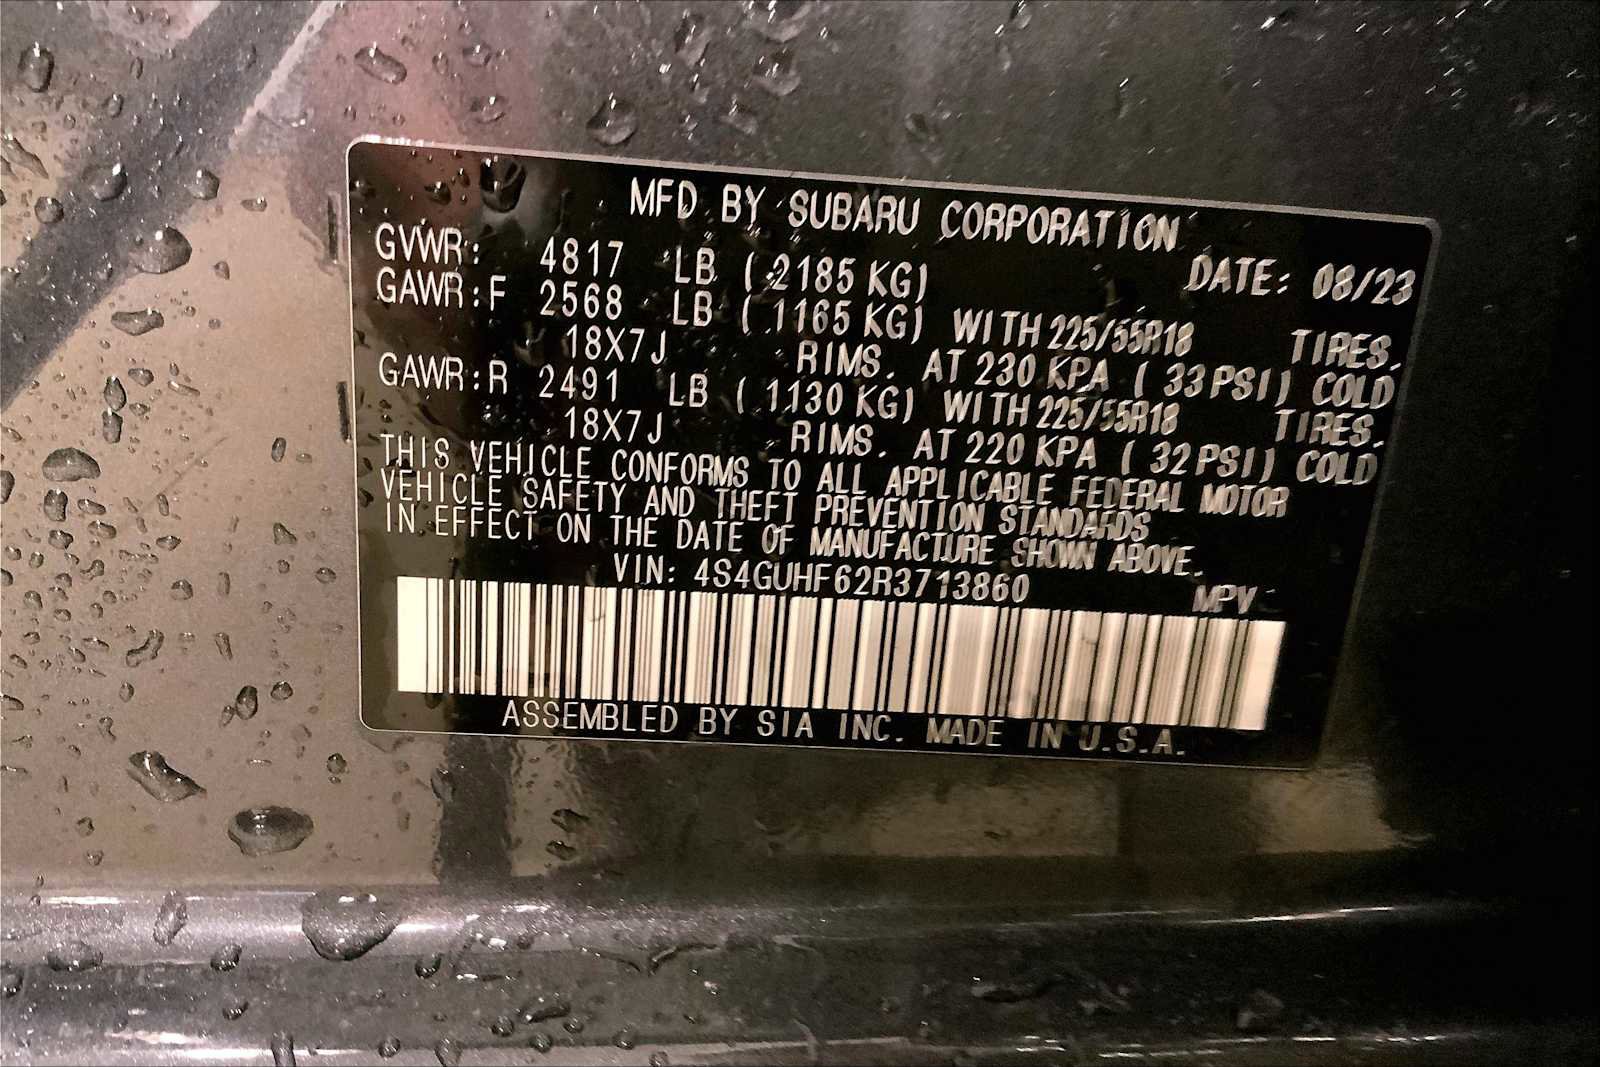 MFD BY SUBARU CORPORATION
DATE: 08/23
GVWR: 4817 LB ( 2185 KG)
GAWR:F 2568 LB ( 1165 KG) WITH 225/55R18 TIRES.
18X7J RIMS. AT 230 KPA ( 33 PSI) COLD
GAWR:R 2491 LB ( 1130 KG) WITH 225/55R18 TIRES.
18X7J RIMS. AT 220 KPA ( 32 PSI) COLD
THIS VEHICLE CONFORMS TO ALL APPLICABLE FEDERAL MOTOR
VEHICLE SAFETY AND THEFT PREVENTION STANDARDS
IN EFFECT ON THE DATE OF MANUFACTURE SHOWN ABOVE.
VIN: 4S4GUHF62R3713860 MPV
ASSEMBLED BY SIA INC. MADE IN U.S.A.